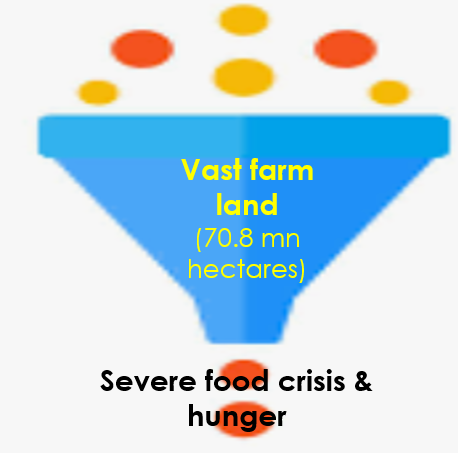 Vast farm
land
(70.8 mn
hectares)
Severe food crisis &
hunger